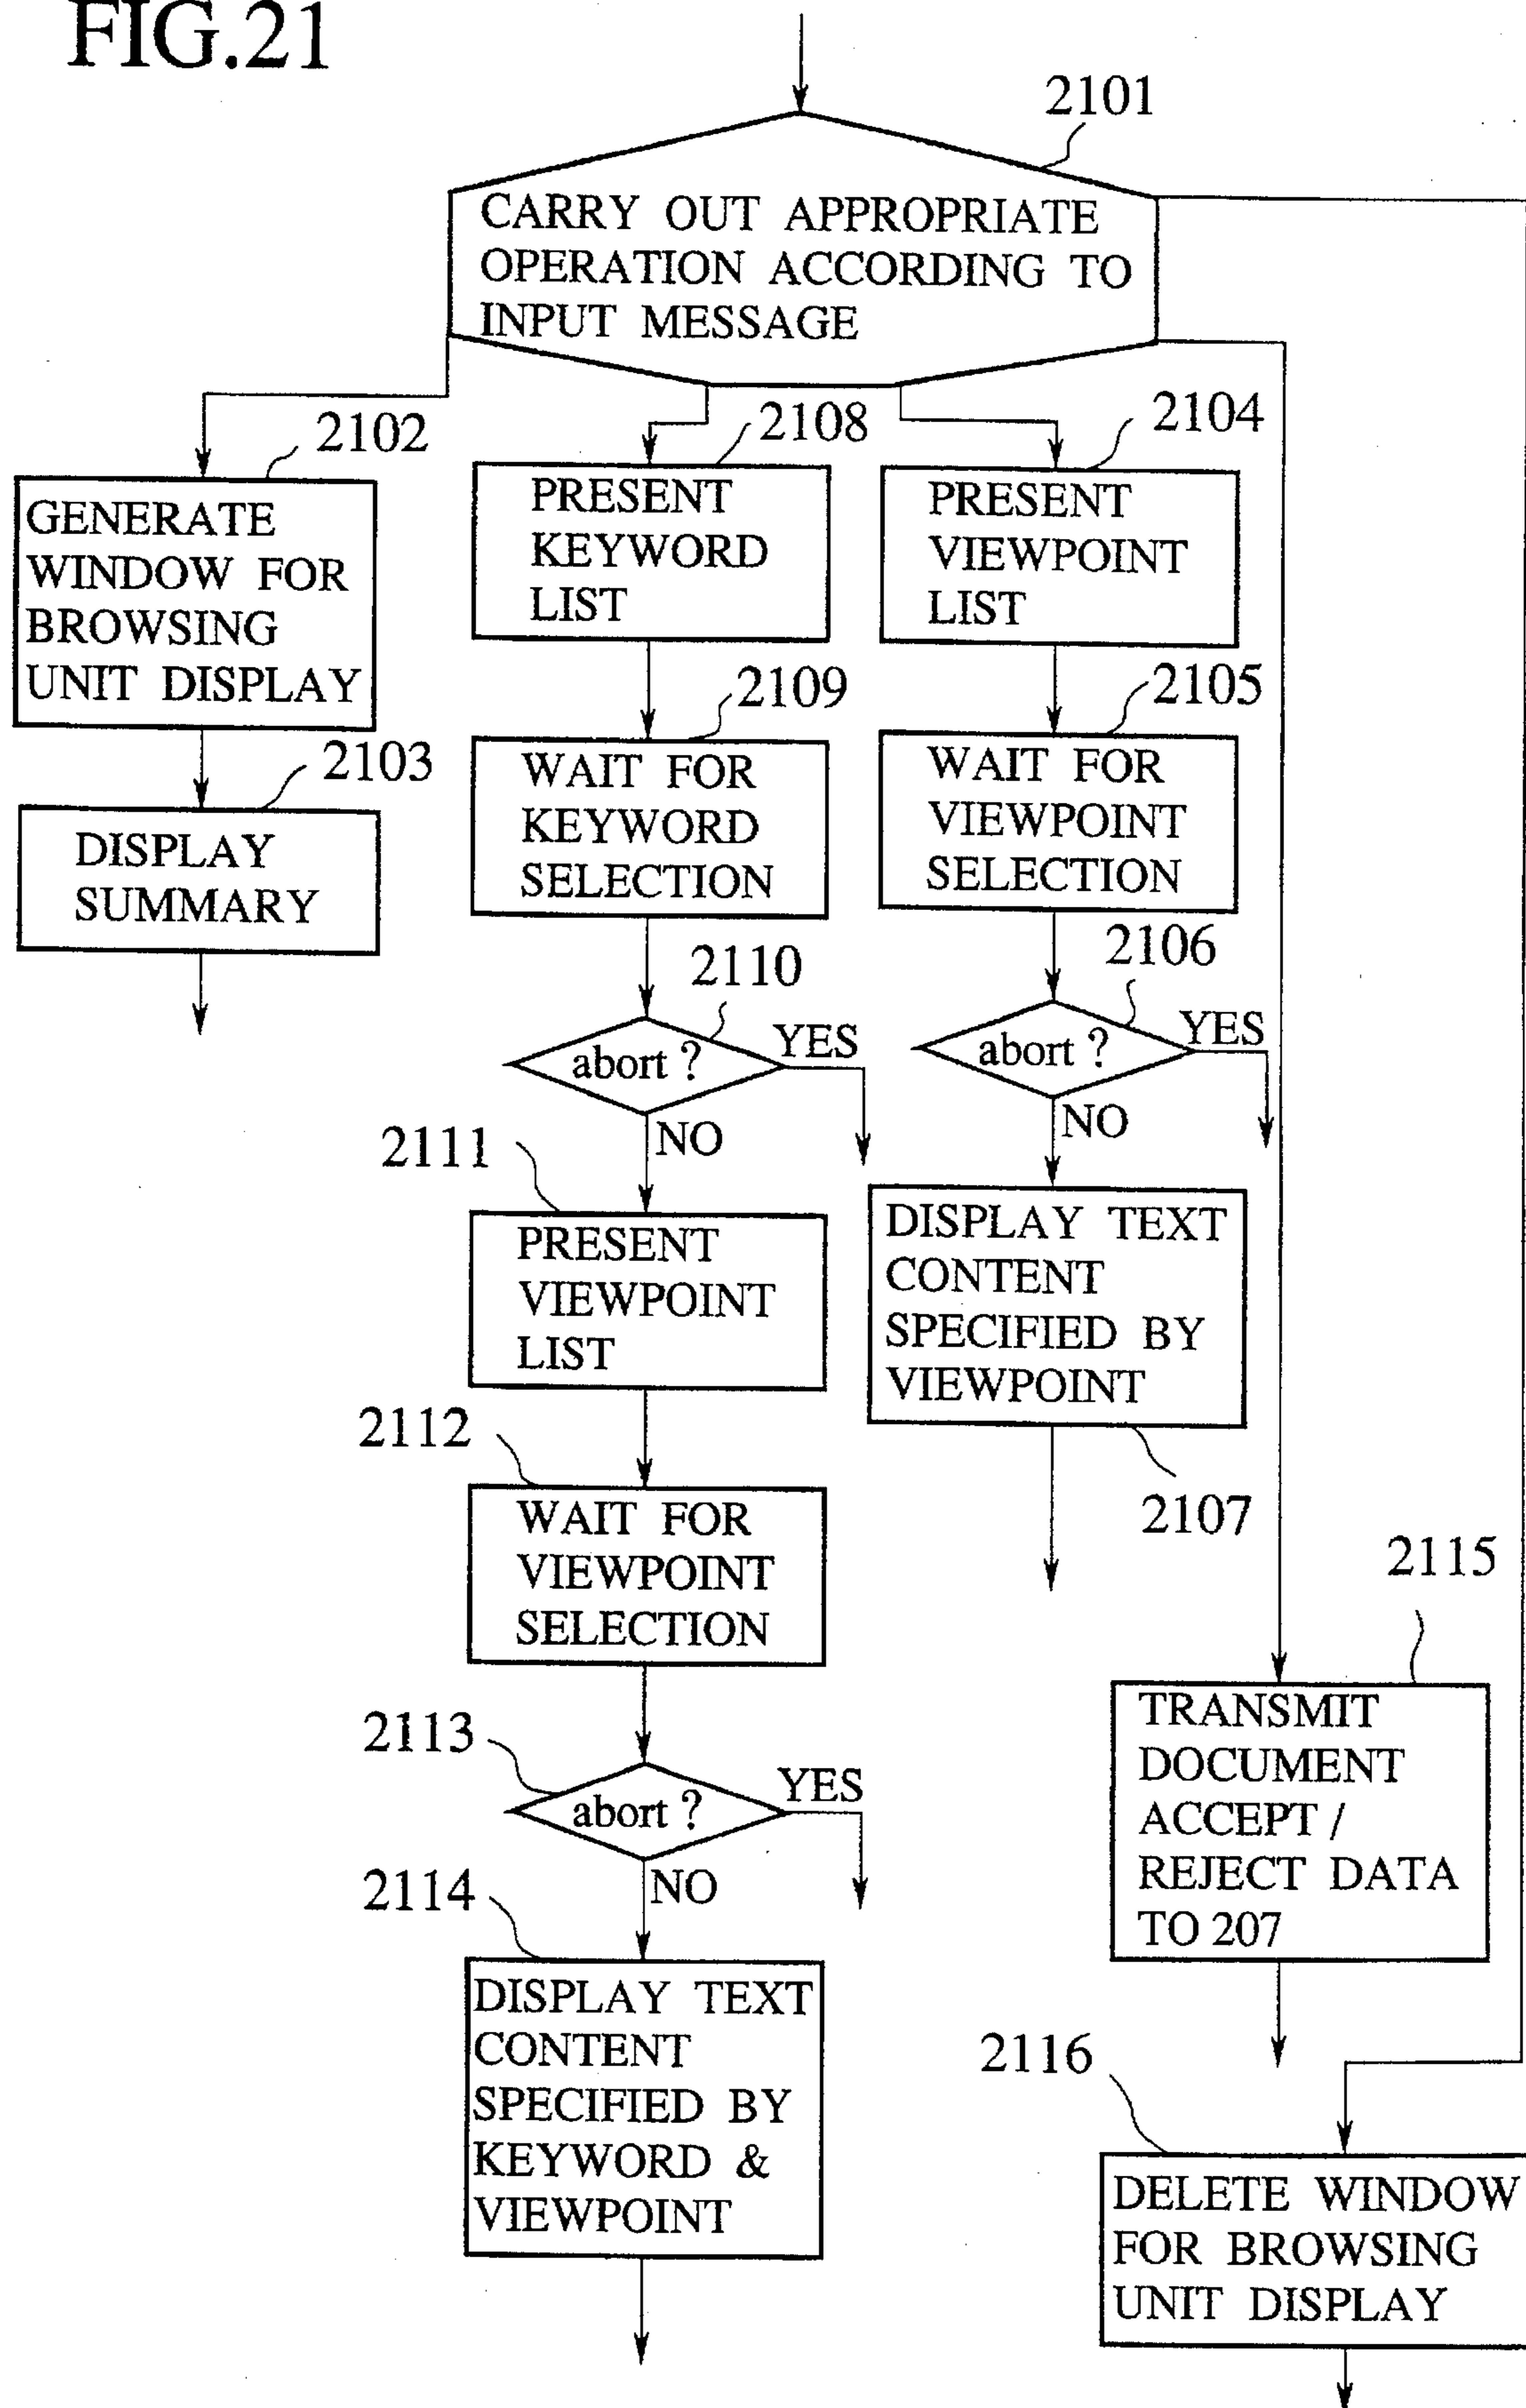 FIG.21
2101
CARRY OUT APPROPRIATE
OPERATION ACCORDING TO
INPUT MESSAGE
2102
GENERATE
WINDOW FOR
BROWSING
UNIT DISPLAY
2103
DISPLAY
SUMMARY
2108
PRESENT
KEYWORD
LIST
2109
WAIT FOR
KEYWORD
SELECTION
2110
abort ?
YES
NO
2111
PRESENT
VIEWPOINT
LIST
2112
WAIT FOR
VIEWPOINT
SELECTION
2113
abort ?
YES
NO
2114
DISPLAY TEXT
CONTENT
SPECIFIED BY
KEYWORD &
VIEWPOINT
2104
PRESENT
VIEWPOINT
LIST
2105
WAIT FOR
VIEWPOINT
SELECTION
2106
abort ?
YES
NO
DISPLAY TEXT
CONTENT
SPECIFIED BY
VIEWPOINT
2107
2115
TRANSMIT
DOCUMENT
ACCEPT /
REJECT DATA
TO 207
2116
DELETE WINDOW
FOR BROWSING
UNIT DISPLAY